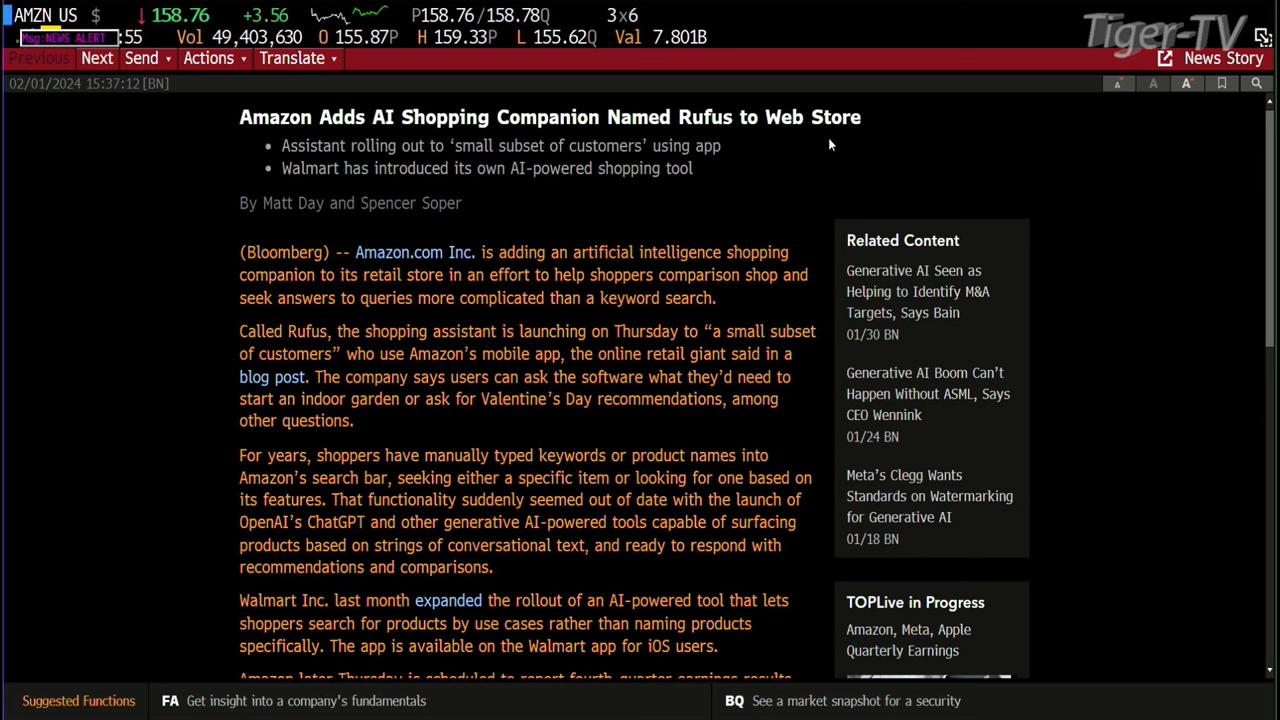 AMZN US $ ↓ 158.76 +3.56 P158.76/158.78Q 3x6
Msg:NEWS ALERT :55 Vol 49,403,630 O 155.87P H 159.33P L 155.62Q Val 7.801B
Tiger-TV
Previous Next Send Actions Translate News Story
02/01/2024 15:37:12[BN]
A A A
Amazon Adds AI Shopping Companion Named Rufus to Web Store
• Assistant rolling out to ‘small subset of customers’ using app
• Walmart has introduced its own AI-powered shopping tool
By Matt Day and Spencer Soper
(Bloomberg) -- Amazon.com Inc. is adding an artificial intelligence shopping
companion to its retail store in an effort to help shoppers comparison shop and
seek answers to queries more complicated than a keyword search.
Called Rufus, the shopping assistant is launching on Thursday to “a small subset
of customers” who use Amazon’s mobile app, the online retail giant said in a
blog post. The company says users can ask the software what they’d need to
start an indoor garden or ask for Valentine’s Day recommendations, among
other questions.
For years, shoppers have manually typed keywords or product names into
Amazon’s search bar, seeking either a specific item or looking for one based on
its features. That functionality suddenly seemed out of date with the launch of
OpenAI’s ChatGPT and other generative AI-powered tools capable of surfacing
products based on strings of conversational text, and ready to respond with
recommendations and comparisons.
Walmart Inc. last month expanded the rollout of an AI-powered tool that lets
shoppers search for products by use cases rather than naming products
specifically. The app is available on the Walmart app for iOS users.
Amazon later Thursday is scheduled to report fourth-quarter earnings results
Related Content
Generative AI Seen as
Helping to Identify M&A
Targets, Says Bain
01/30 BN
Generative AI Boom Can’t
Happen Without ASML, Says
CEO Wennink
01/24 BN
Meta’s Clegg Wants
Standards on Watermarking
for Generative AI
01/18 BN
TOPLive in Progress
Amazon, Meta, Apple
Quarterly Earnings
Suggested Functions FA Get insight into a company's fundamentals BQ See a market snapshot for a security